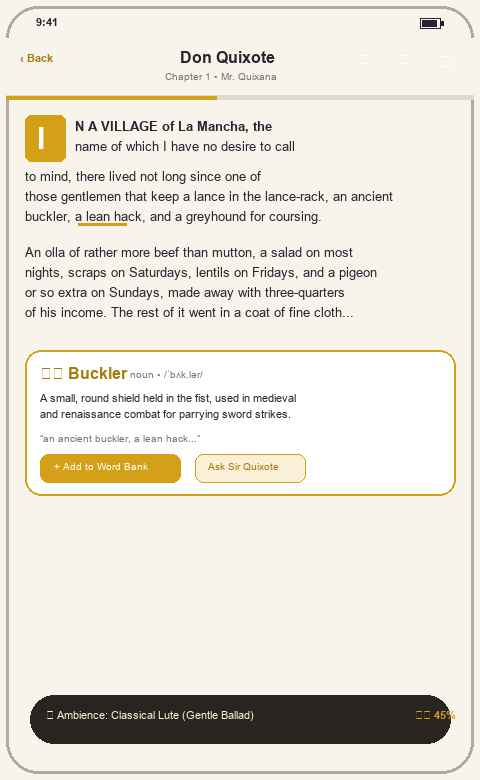 9:41
‹ Back
Don Quixote
Chapter 1 • Mr. Quixana
I
N A VILLAGE of La Mancha, the
name of which I have no desire to call
to mind, there lived not long since one of
those gentlemen that keep a lance in the lance-rack, an ancient
buckler, a lean hack, and a greyhound for coursing.
An olla of rather more beef than mutton, a salad on most
nights, scraps on Saturdays, lentils on Fridays, and a pigeon
or so extra on Sundays, made away with three-quarters
of his income. The rest of it went in a coat of fine cloth...
Buckler noun • /ˈbʌk.lər/
A small, round shield held in the fist, used in medieval
and renaissance combat for parrying sword strikes.
"an ancient buckler, a lean hack..."
+ Add to Word Bank
Ask Sir Quixote
Ambience: Classical Lute (Gentle Ballad)
45%